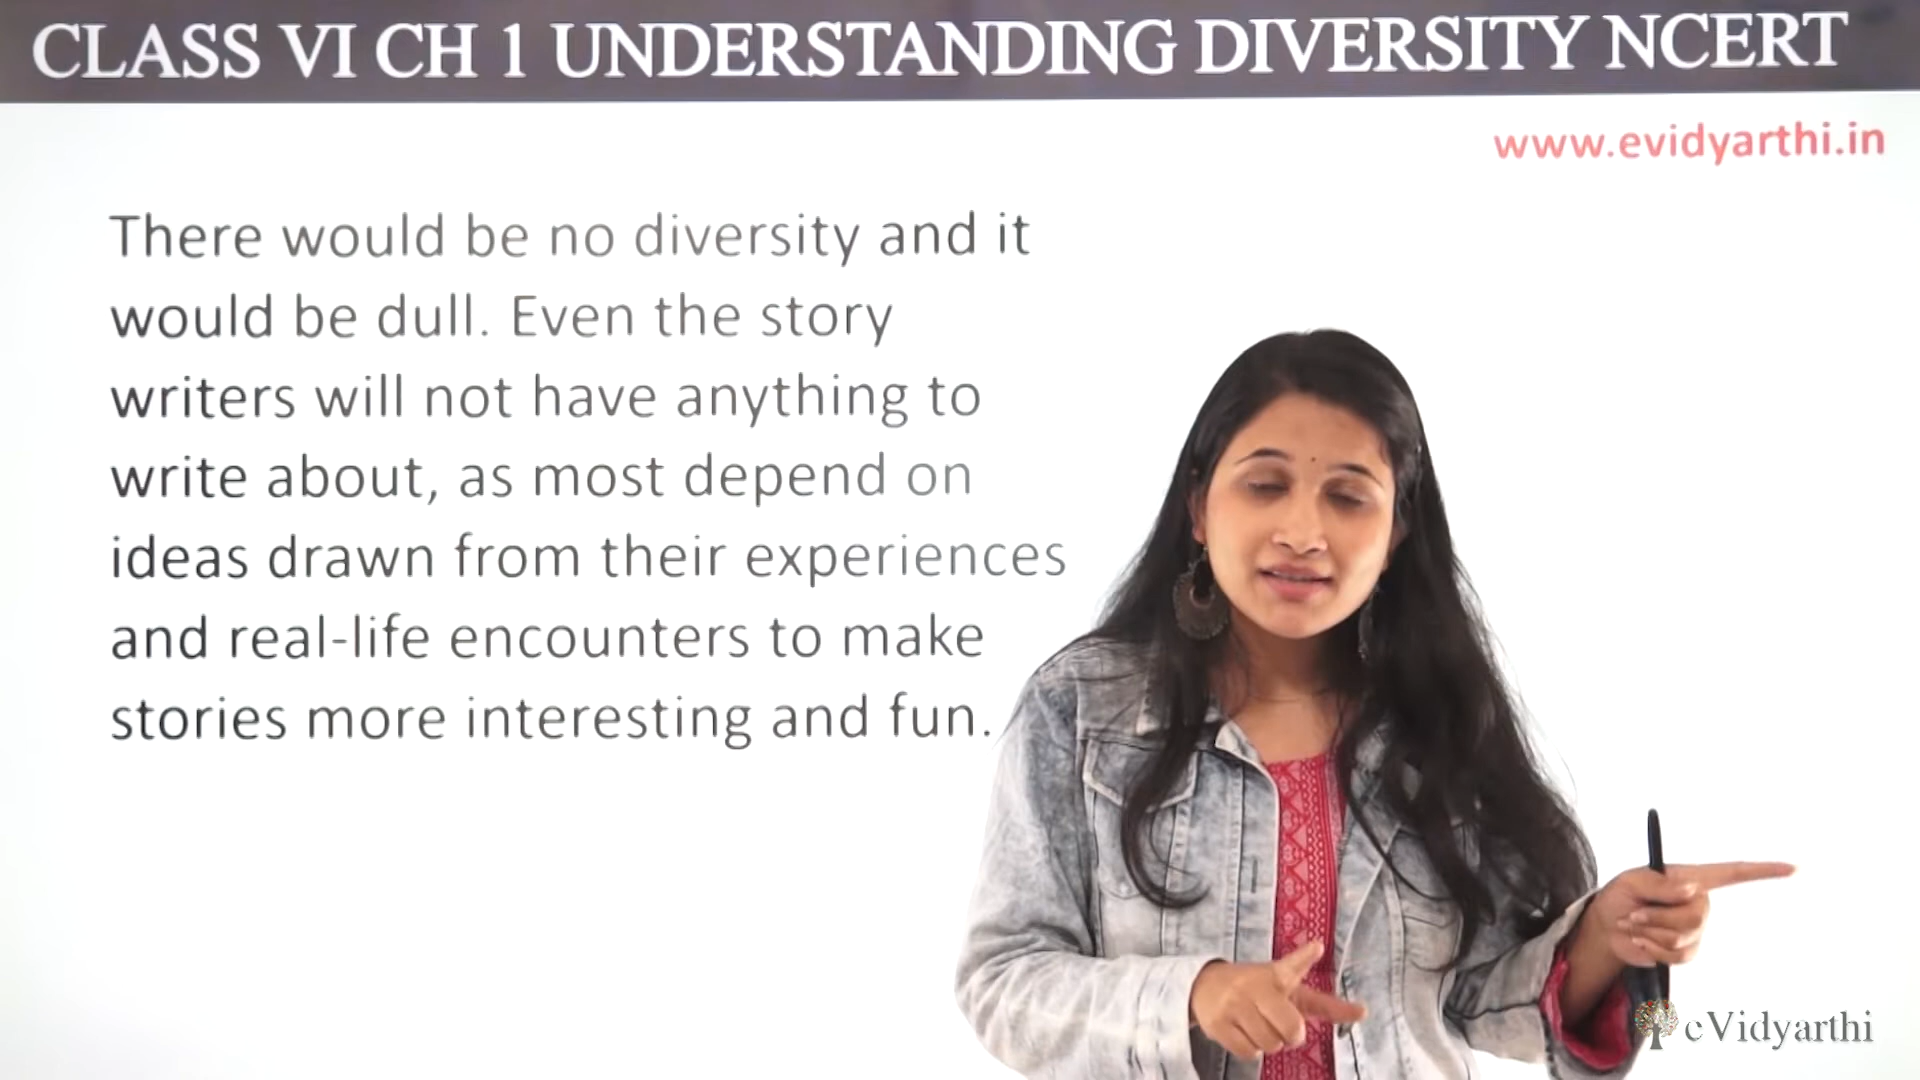 CLASS VI CH 1 UNDERSTANDING DIVERSITY NCERT
www.evidyarthi.in
There would be no diversity and it
would be dull. Even the story
writers will not have anything to
write about, as most depend on
ideas drawn from their experiences
and real-life encounters to make
stories more interesting and fun.
eVidyarthi